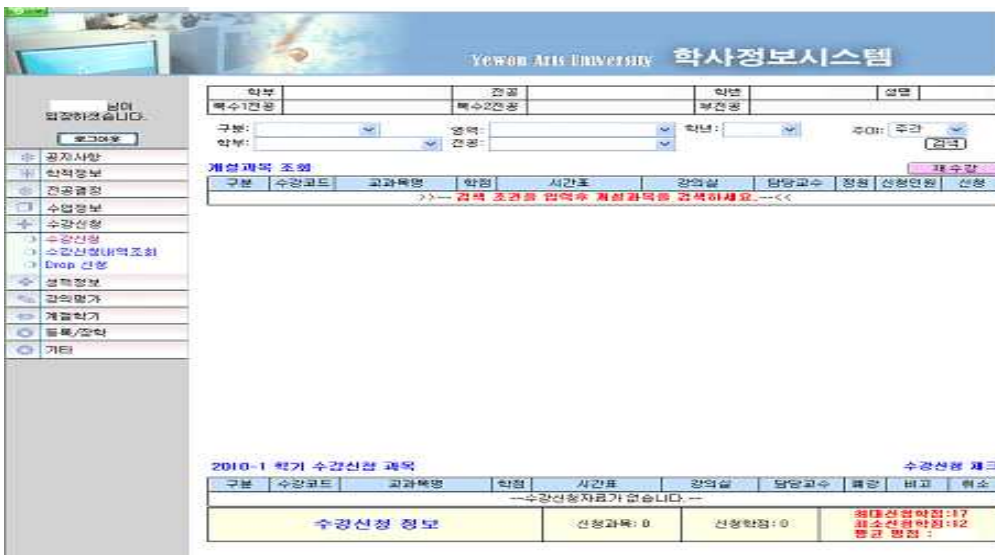 Yewon Arts University 학사정보시스템
님이
입장하셨습니다.
로그아웃
공지사항
학적정보
전공결정
수업정보
수강신청
수강신청
수강신청내역조회
Drop 신청
성적정보
강의평가
계절학기
등록/장학
기타
학부 전공 학번 성명
복수1전공 복수2전공 부전공
구분: 영역: 학년: 주야: 주간
학부: 전공: 검색
개설과목 조회 재수강
구분 수강코드 교과목명 학점 시간표 강의실 담당교수 정원 신청인원 신청
>>-- 검색 조건을 입력후 개설과목을 검색하세요.--<<
2010-1 학기 수강신청 과목 수강신청 체크
구분 수강코드 교과목명 학점 시간표 강의실 담당교수 폐강 비고 취소
--수강신청자료가 없습니다.--
수강신청 정보 신청과목: 0 신청학점: 0
최대신청학점:17
최소신청학점:12
평균 평점 :